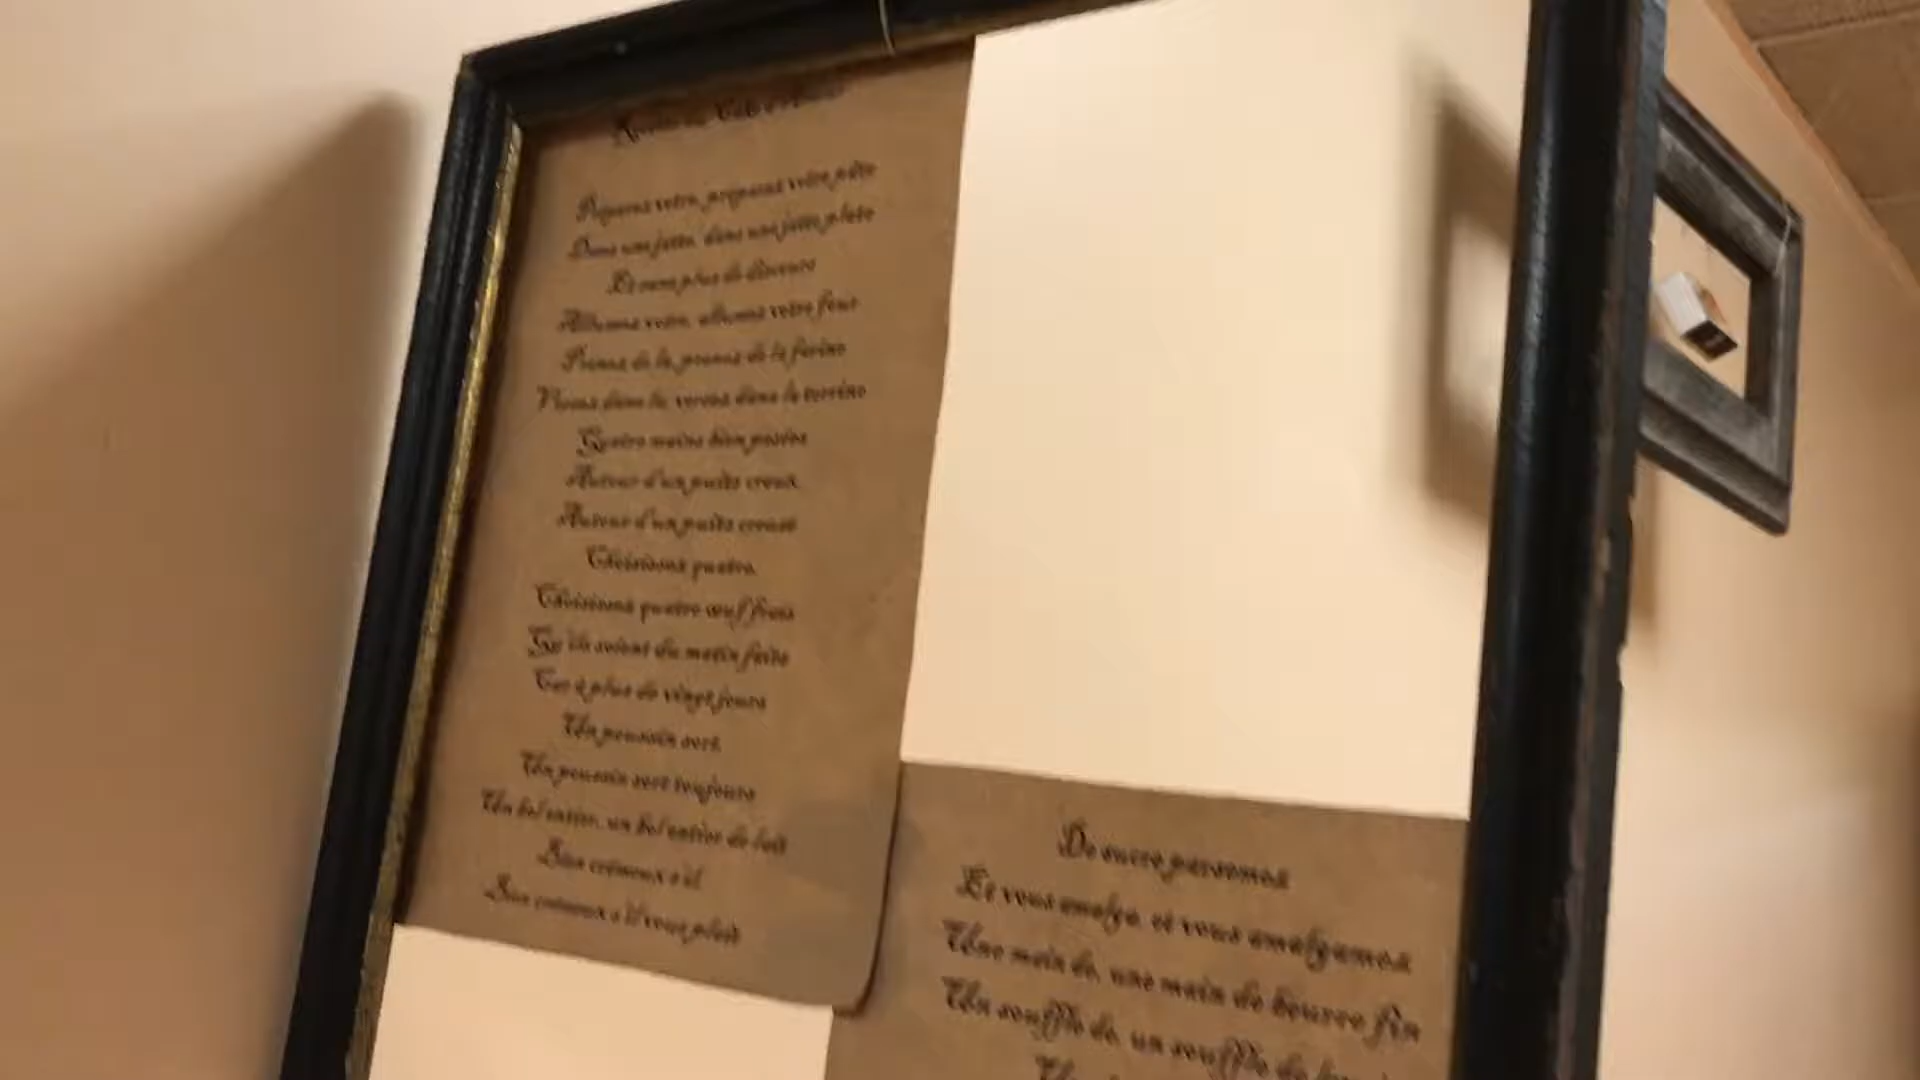 Préparez votre, préparez votre pâte
Dans une jatte, dans une jatte plate
Et sans plus de discours
Allumez votre, allumez votre four
Prenez de la, prenez de la farine
Versez dans la, versez dans la terrine
Quatre mains bien pesées
Autour d'un puits creux
Autour d'un puits creusé
Choisissez quatre,
Choisissez quatre œuf frais
Qu'ils soient du matin faits
Car à plus de vingt jours
Un poussin sort,
Un poussin sort toujours
Un bol entier, un bol entier de lait
Bien crémeux s'il
Bien crémeux s'il vous plait
De sucre parsemez
Et vous amalga, et vous amalgamez
Une main de, une main de beurre fin
Un souffle de, un souffle de